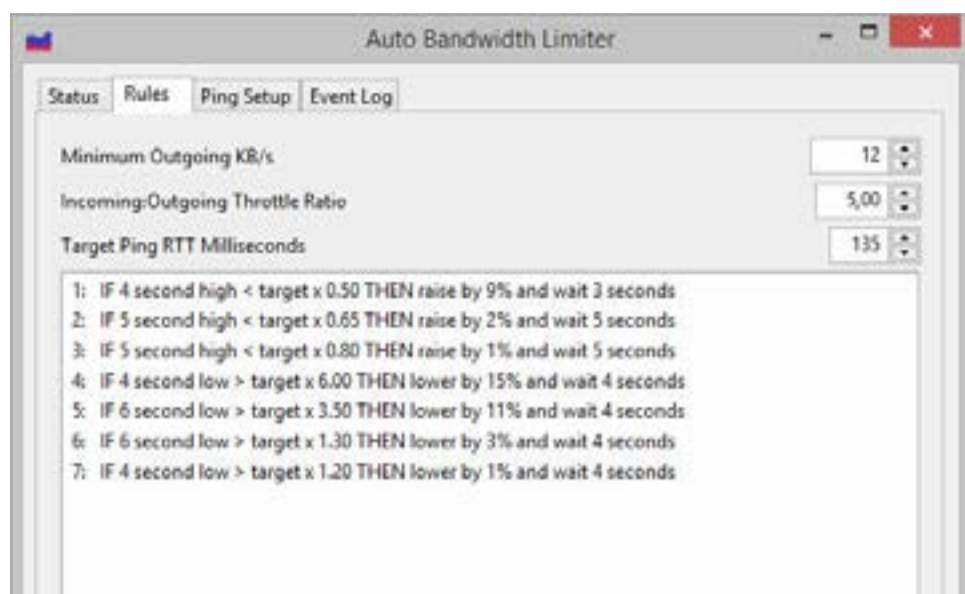 Auto Bandwidth Limiter
Status Rules Ping Setup Event Log
Minimum Outgoing KB/s 12
Incoming:Outgoing Throttle Ratio 5,00
Target Ping RTT Milliseconds 135
1: IF 4 second high < target x 0.50 THEN raise by 9% and wait 3 seconds
2: IF 5 second high < target x 0.65 THEN raise by 2% and wait 5 seconds
3: IF 5 second high < target x 0.80 THEN raise by 1% and wait 5 seconds
4: IF 4 second low > target x 6.00 THEN lower by 15% and wait 4 seconds
5: IF 6 second low > target x 3.50 THEN lower by 11% and wait 4 seconds
6: IF 6 second low > target x 1.30 THEN lower by 3% and wait 4 seconds
7: IF 4 second low > target x 1.20 THEN lower by 1% and wait 4 seconds